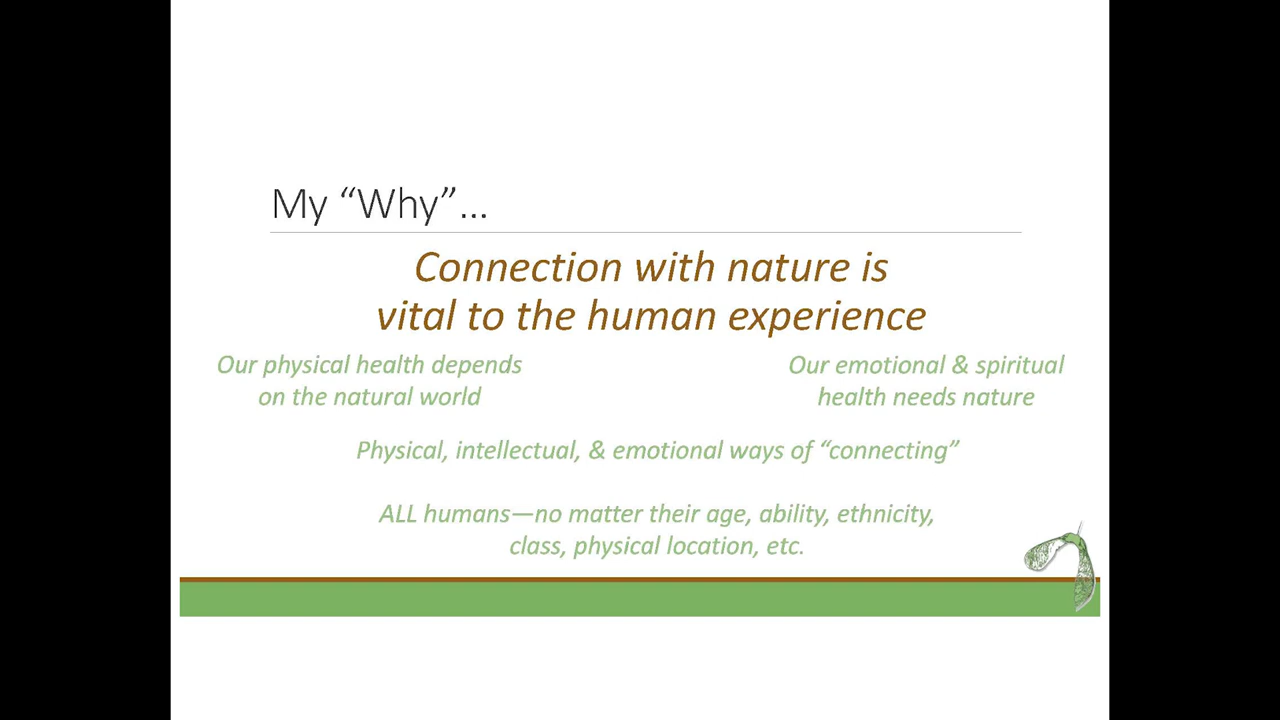 My “Why”...
Connection with nature is
vital to the human experience
Our physical health depends
on the natural world
Our emotional & spiritual
health needs nature
Physical, intellectual, & emotional ways of “connecting”
ALL humans—no matter their age, ability, ethnicity,
class, physical location, etc.